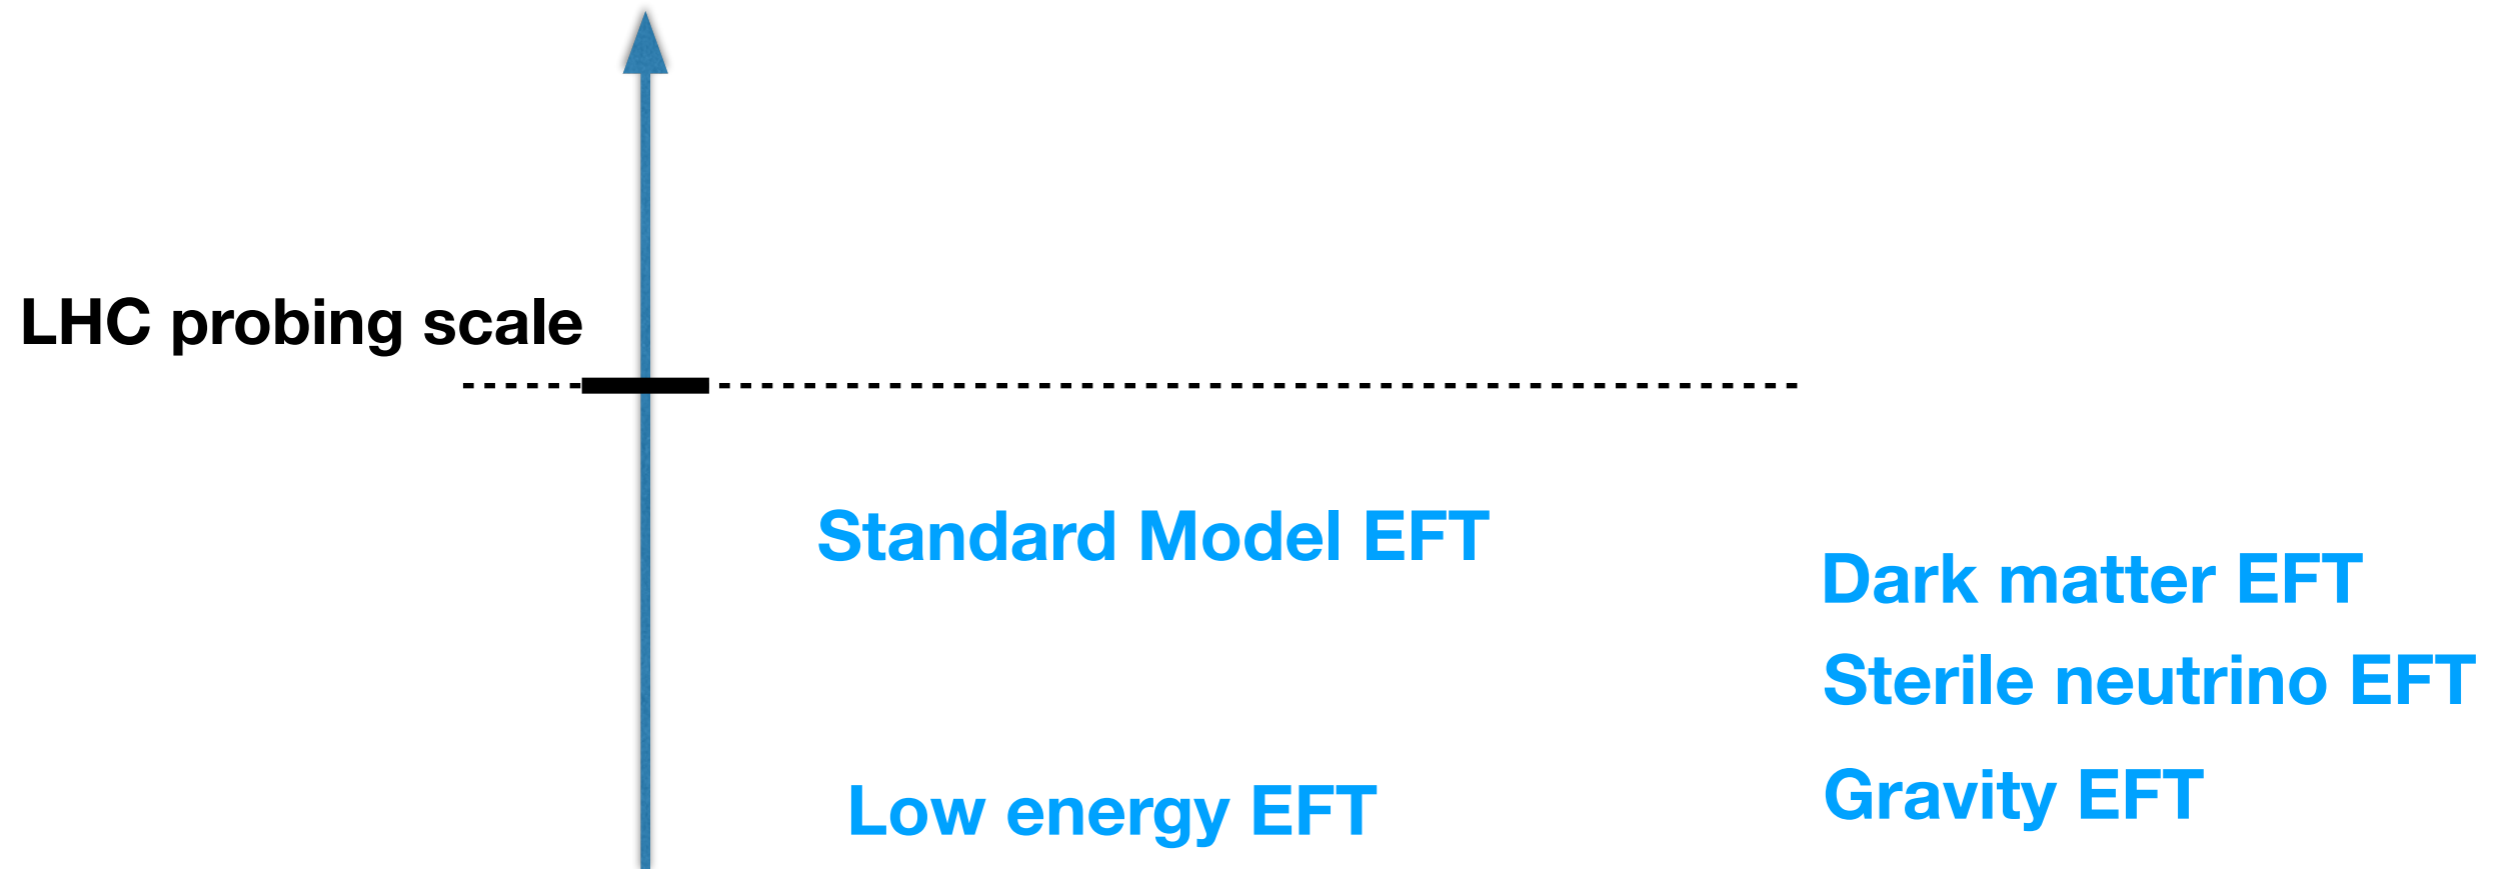 LHC probing scale
Standard Model EFT
Dark matter EFT
Sterile neutrino EFT
Gravity EFT
Low energy EFT